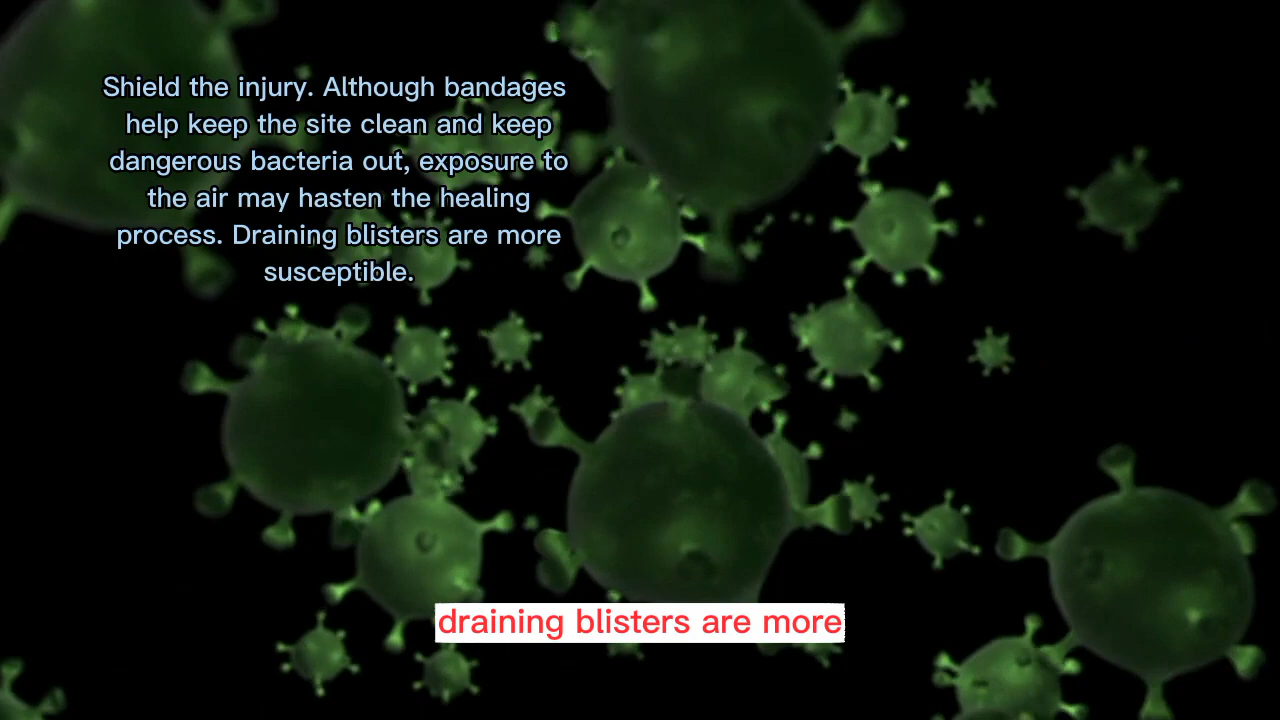 Shield the injury. Although bandages
help keep the site clean and keep
dangerous bacteria out, exposure to
the air may hasten the healing
process. Draining blisters are more
susceptible.
draining blisters are more